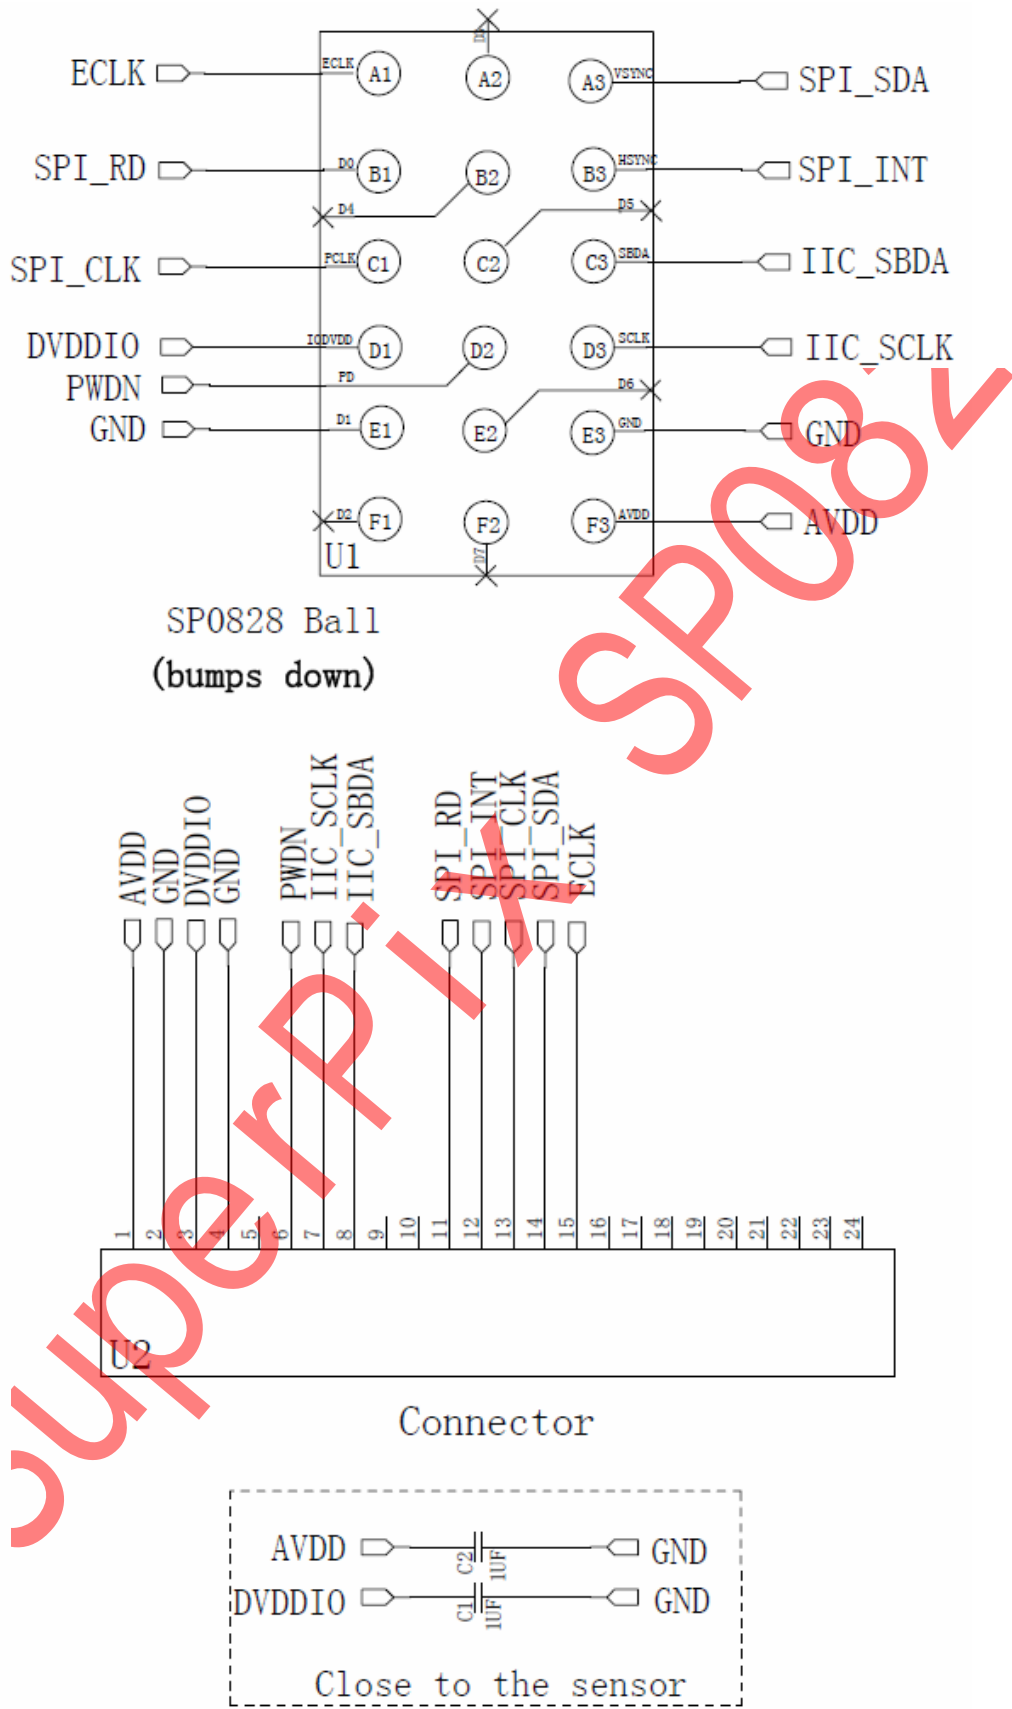 ECLK ECLK A1 D3 A2 A3 VSYNC SPI_SDA
SPI_RD D0 B1 B2 B3 HSYNC SPI_INT
D4 D5
SPI_CLK PCLK C1 C2 C3 SBDA IIC_SBDA
DVDDIO IODVDD D1 D2 D3 SCLK IIC_SCLK
PWDN PD D6
GND D1 E1 E2 E3 GND GND
D2 F1 F2 F3 AVDD AVDD
U1 D7
SP0828 Ball
(bumps down)
AVDD GND DVDDIO GND PWDN IIC_SCLK IIC_SBDA SPI_RD SPI_INT SPI_CLK SPI_SDA ECLK
1 2 3 4 5 6 7 8 9 10 11 12 13 14 15 16 17 18 19 20 21 22 23 24
U2
Connector
AVDD C2 1UF GND
DVDDIO C1 1UF GND
Close to the sensor
SuperPix SP082